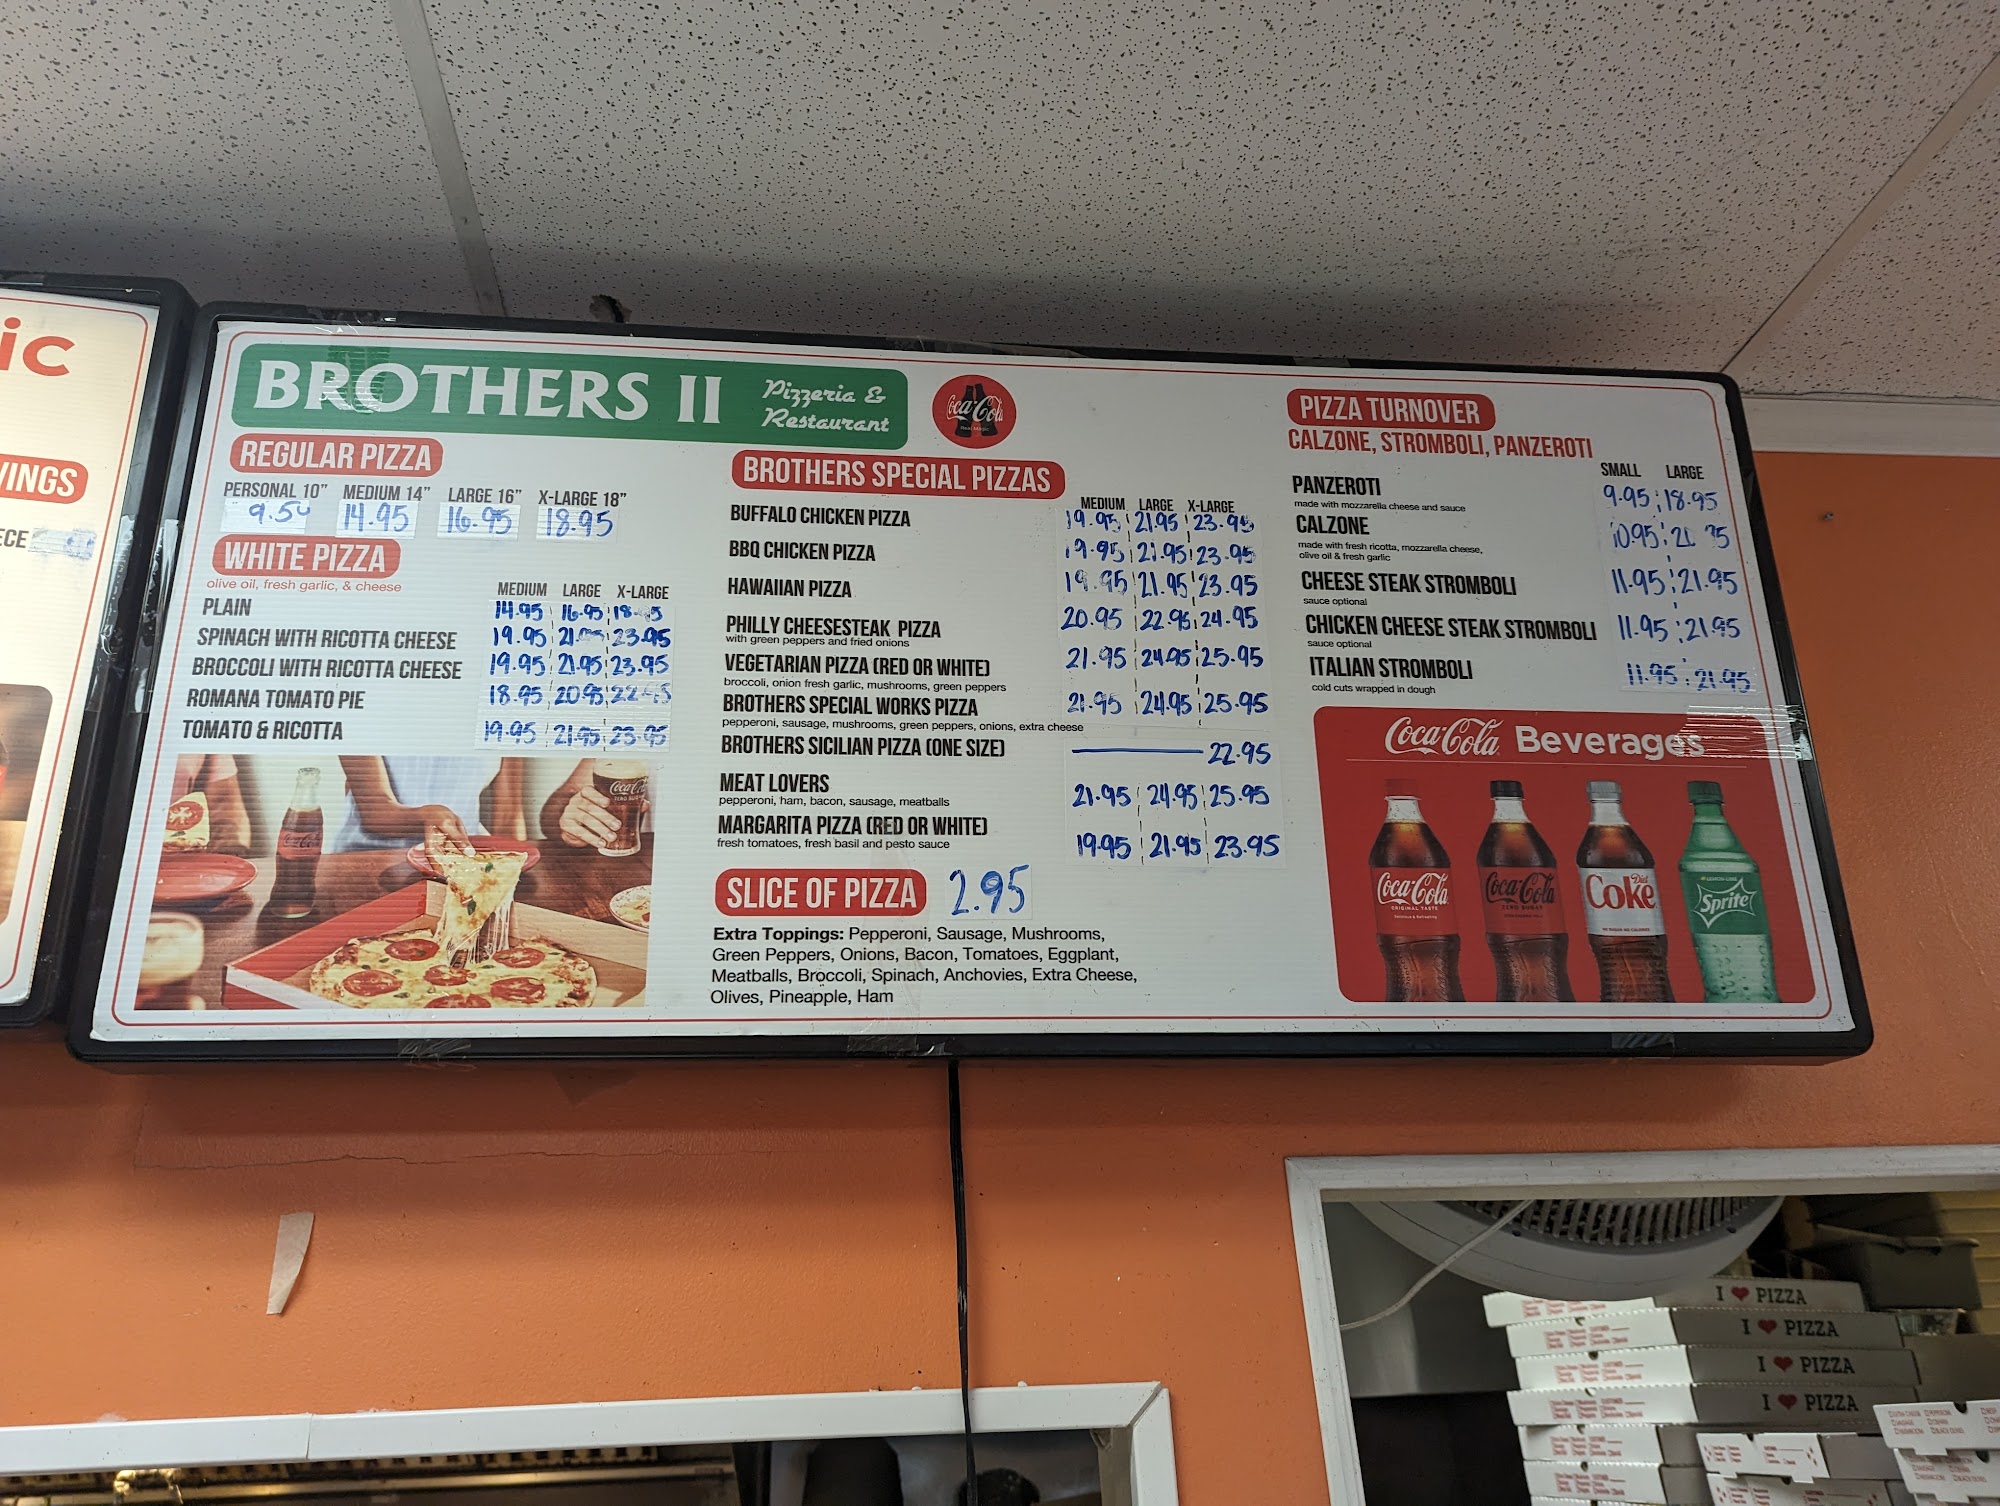 ic
INGS
ECE
BROTHERS II Pizzeria &
Restaurant
Coca-Cola
REGULAR PIZZA
PERSONAL 10" MEDIUM 14" LARGE 16" X-LARGE 18"
9.50 14.95 16.95 18.95
WHITE PIZZA
olive oil, fresh garlic, & cheese
MEDIUM LARGE X-LARGE
PLAIN 14.95 16.95
SPINACH WITH RICOTTA CHEESE 19.95 23.95
BROCCOLI WITH RICOTTA CHEESE 19.95 21.95 23.95
ROMANA TOMATO PIE 18.95 20.95
TOMATO & RICOTTA 19.95 21.95 23.95
BROTHERS SPECIAL PIZZAS
MEDIUM LARGE X-LARGE
BUFFALO CHICKEN PIZZA 19.95 21.95 23.95
BBQ CHICKEN PIZZA 19.95 21.95 23.95
HAWAIIAN PIZZA 19.95 21.95 23.95
PHILLY CHEESESTEAK PIZZA 20.95 22.95 24.95
with green peppers and fried onions
VEGETARIAN PIZZA (RED OR WHITE) 21.95 24.95 25.95
broccoli, onion fresh garlic, mushrooms, green peppers
BROTHERS SPECIAL WORKS PIZZA 21.95 24.95 25.95
pepperoni, sausage, mushrooms, green peppers, onions, extra cheese
BROTHERS SICILIAN PIZZA (ONE SIZE) 22.95
MEAT LOVERS 21.95 24.95 25.95
pepperoni, ham, bacon, sausage, meatballs
MARGARITA PIZZA (RED OR WHITE) 19.95 21.95 23.95
fresh tomatoes, fresh basil and pesto sauce
SLICE OF PIZZA 2.95
Extra Toppings: Pepperoni, Sausage, Mushrooms,
Green Peppers, Onions, Bacon, Tomatoes, Eggplant,
Meatballs, Broccoli, Spinach, Anchovies, Extra Cheese,
Olives, Pineapple, Ham
PIZZA TURNOVER
CALZONE, STROMBOLI, PANZEROTI
SMALL LARGE
PANZEROTI 9.95 18.95
made with mozzarella cheese and sauce
CALZONE 10.95
made with fresh ricotta, mozzarella cheese,
olive oil & fresh garlic
CHEESE STEAK STROMBOLI 11.95 21.95
sauce optional
CHICKEN CHEESE STEAK STROMBOLI 11.95 21.95
sauce optional
ITALIAN STROMBOLI 11.95 21.95
cold cuts wrapped in dough
Coca-Cola Beverages
Coca-Cola
ORIGINAL TASTE
Coca-Cola
ZERO SUGAR
Diet
Coke
Sprite
I ❤ PIZZA
I ❤ PIZZA
I ❤ PIZZA
I ❤ PIZZA